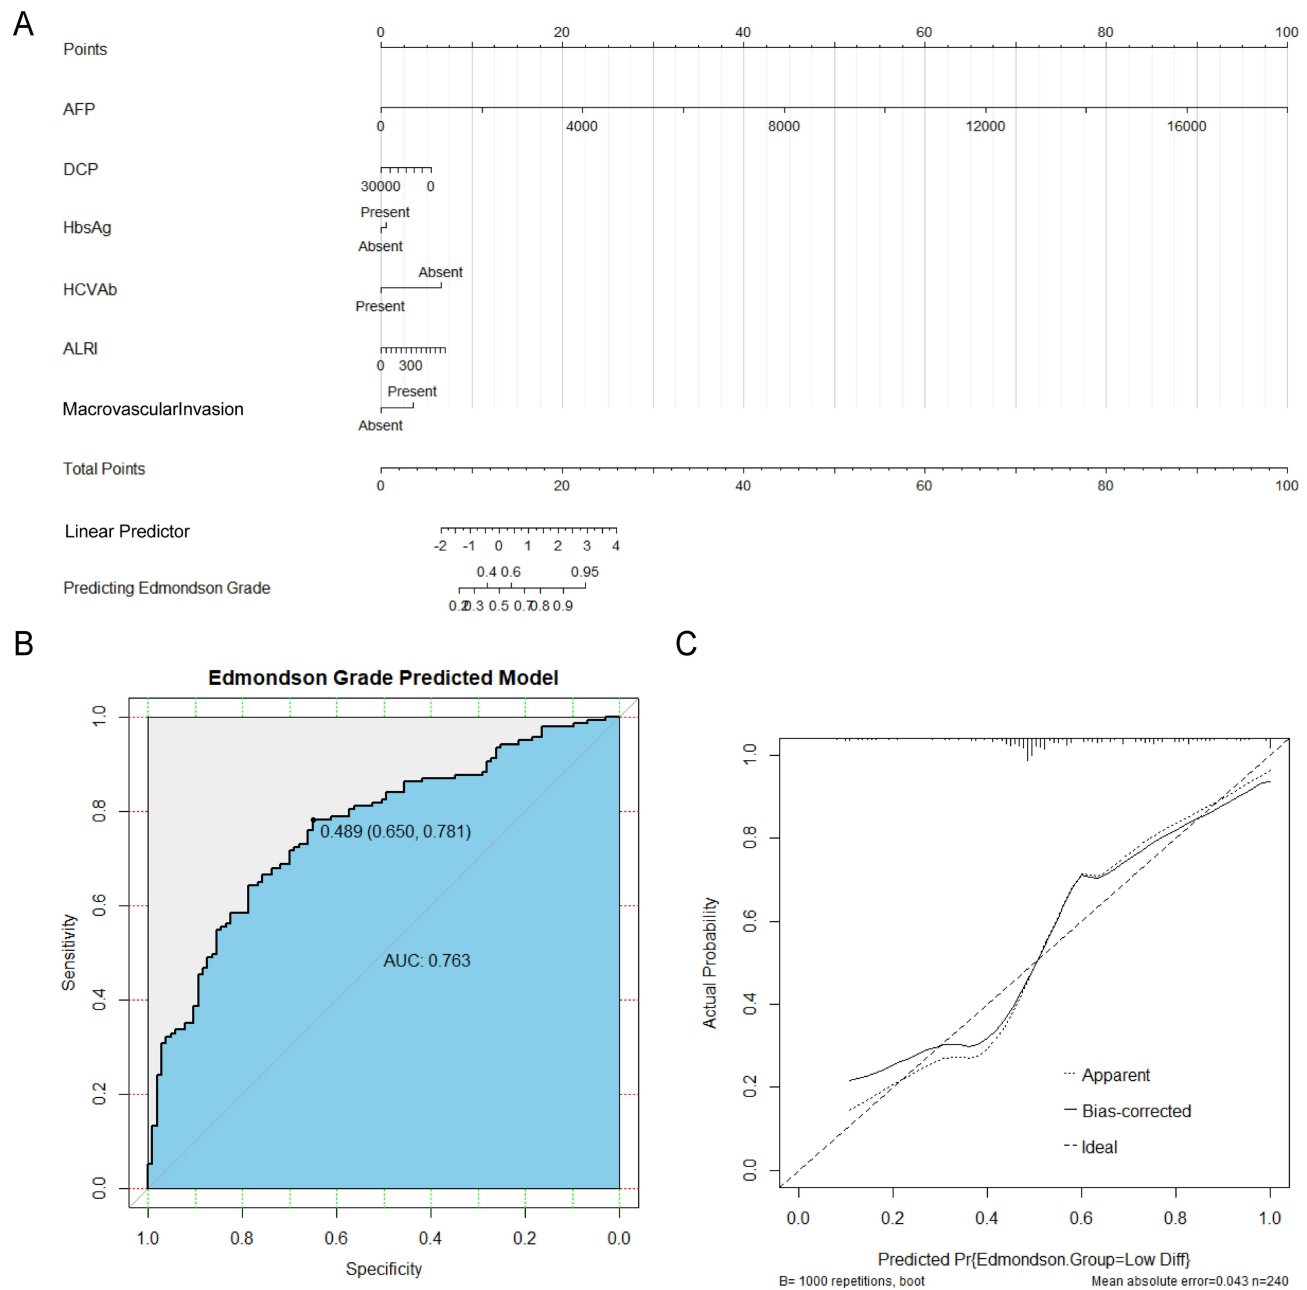 A
0 20 40 60 80 100
Points
AFP
0 4000 8000 12000 16000
DCP
30000 0
Present
HbsAg
Absent
Absent
HCVAb
Present
ALRI
0 300
Present
MacrovascularInvasion
Absent
Total Points
0 20 40 60 80 100
Linear Predictor
-2 -1 0 1 2 3 4
0.4 0.6 0.95
Predicting Edmondson Grade
0.2 0.3 0.5 0.7 0.8 0.9
B
Edmondson Grade Predicted Model
1.0
0.8
0.489 (0.650, 0.781)
0.6
Sensitivity
AUC: 0.763
0.4
0.2
0.0
1.0 0.8 0.6 0.4 0.2 0.0
Specificity
C
1.0
0.8
0.6
Actual Probability
0.4
0.2
0.0
Apparent
Bias-corrected
Ideal
0.0 0.2 0.4 0.6 0.8 1.0
Predicted Pr{Edmondson.Group=Low Diff}
B= 1000 repetitions, boot
Mean absolute error=0.043 n=240